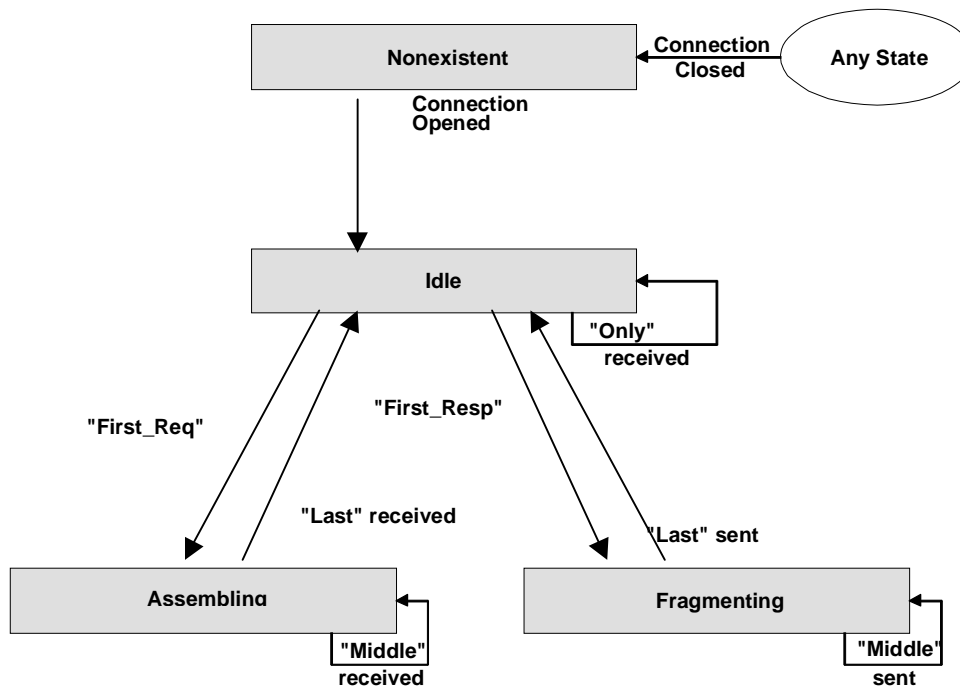 Nonexistent
Connection
Closed
Any State
Connection
Opened
Idle
"Only"
received
"First_Req"
"First_Resp"
"Last" received
"Last" sent
Assembling
Fragmenting
"Middle"
received
"Middle"
sent